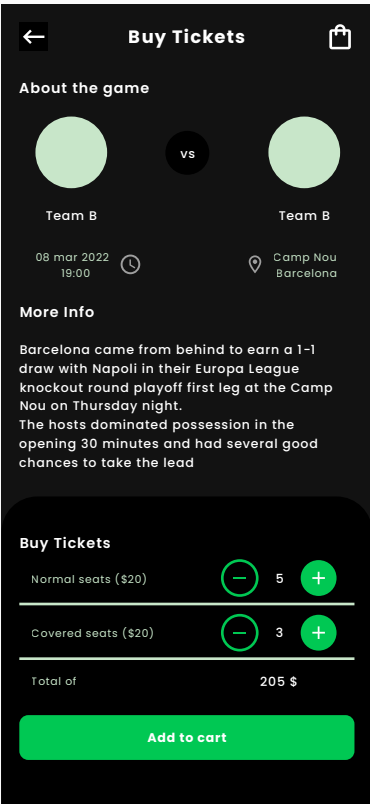 Buy Tickets
About the game
vs
Team B
Team B
08 mar 2022
19:00
Camp Nou
Barcelona
More Info
Barcelona came from behind to earn a 1-1
draw with Napoli in their Europa League
knockout round playoff first leg at the Camp
Nou on Thursday night.
The hosts dominated possession in the
opening 30 minutes and had several good
chances to take the lead
Buy Tickets
Normal seats ($20)
5
Covered seats ($20)
3
Total of
205 $
Add to cart